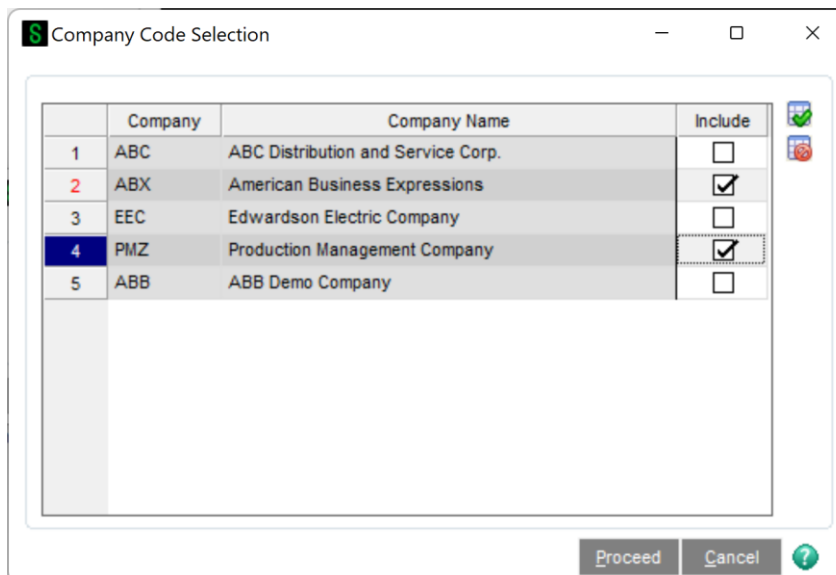 S Company Code Selection
Company Company Name Include
1 ABC ABC Distribution and Service Corp.
2 ABX American Business Expressions
3 EEC Edwardson Electric Company
4 PMZ Production Management Company
5 ABB ABB Demo Company
Proceed Cancel ?